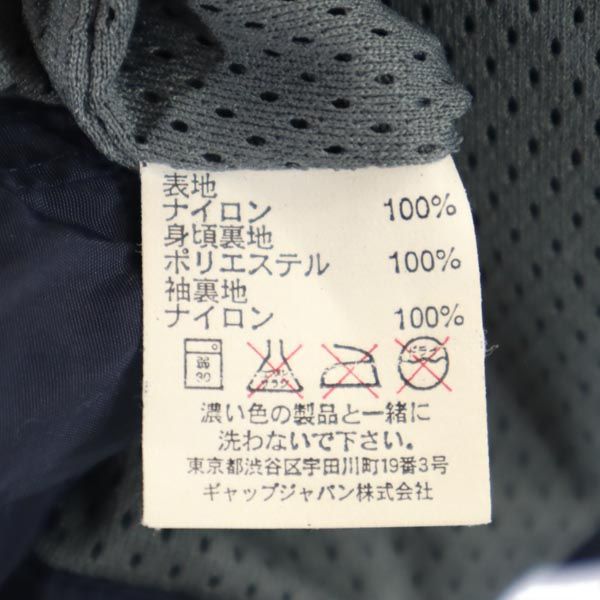 表地
ナイロン 100%
身頃裏地
ポリエステル 100%
袖裏地
ナイロン 100%
弱
30
エンソ
サラシ
ドライ
濃い色の製品と一緒に
洗わないで下さい。
東京都渋谷区宇田川町19番3号
ギャップジャパン株式会社